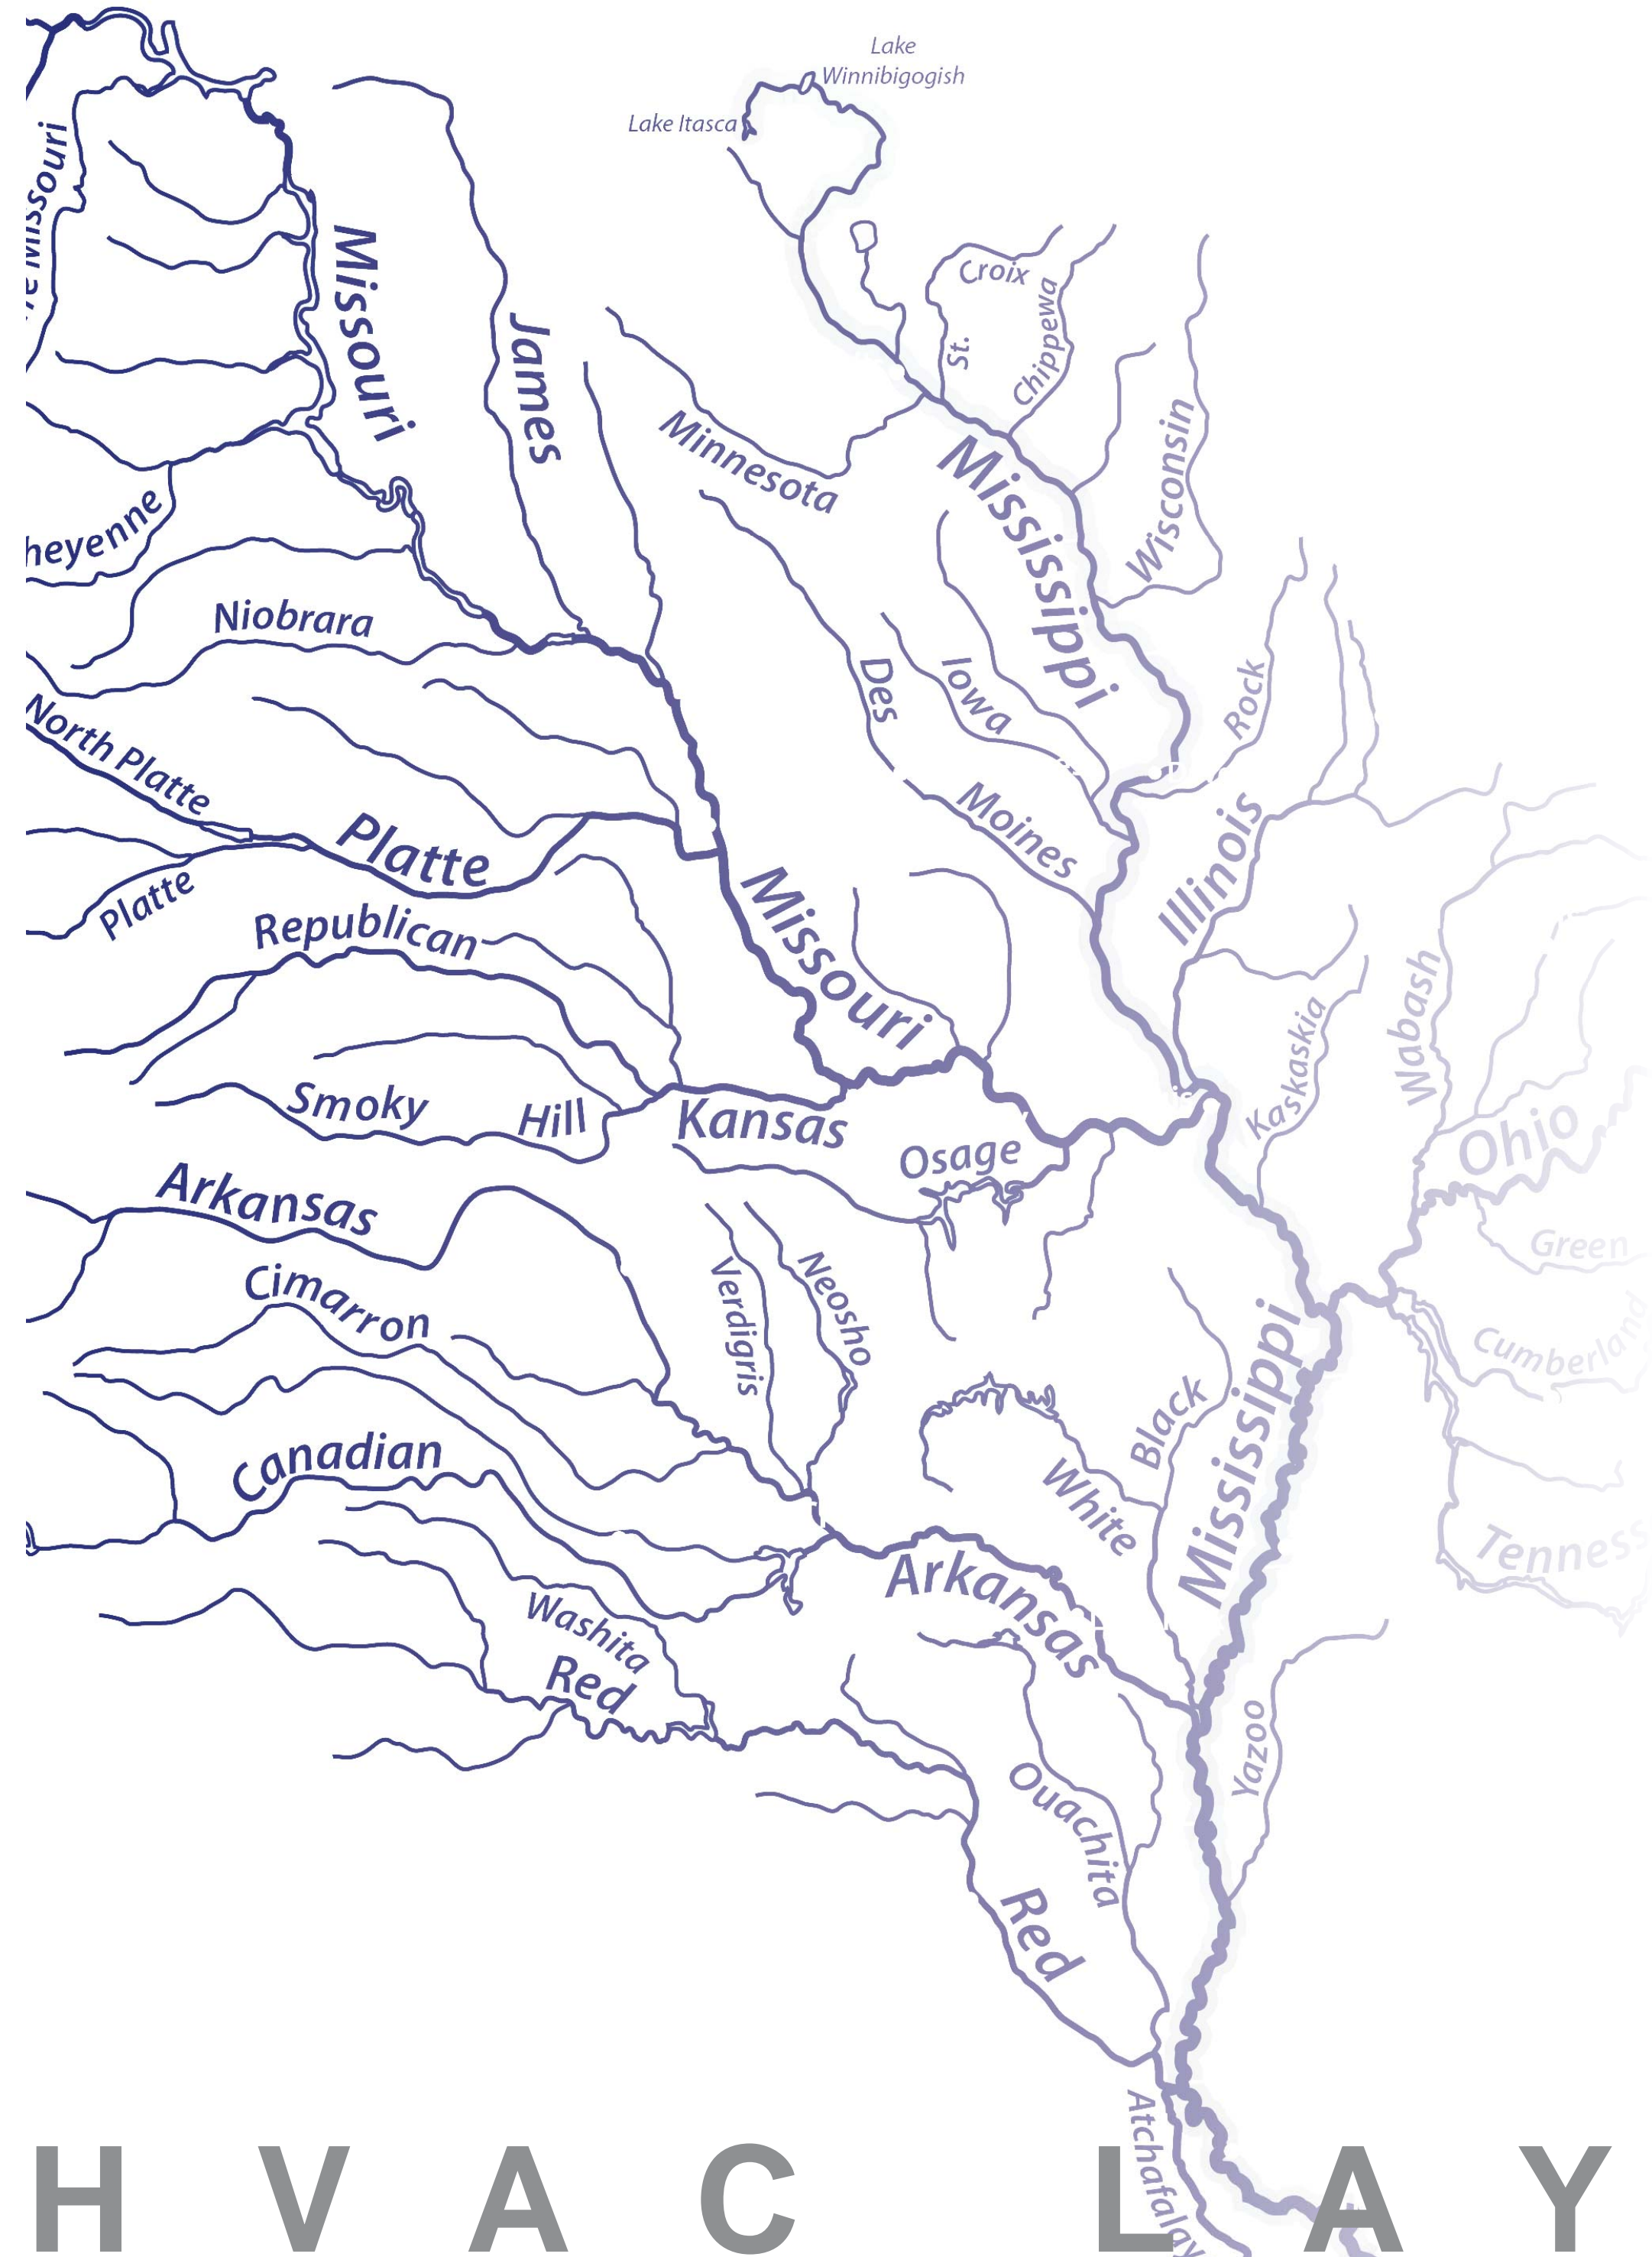 Lake
Winnibigogish
Lake Itasca
Missouri
Missouri
James
Croix
St.
Chippewa
Minnesota
Mississippi
Wisconsin
heyenne
Niobrara
Des
Moines
Iowa
Rock
North Platte
Platte
Platte
Republican
Missouri
Illinois
Kaskaskia
Wabash
Smoky Hill
Kansas
Osage
Ohio
Green
Arkansas
Cimarron
Verdigris
Neosho
Cumberland
Black
Mississippi
Canadian
White
Tenness
Arkansas
Washita
Red
Yazoo
Ouachita
Red
Atchafalay
H V A C L A Y